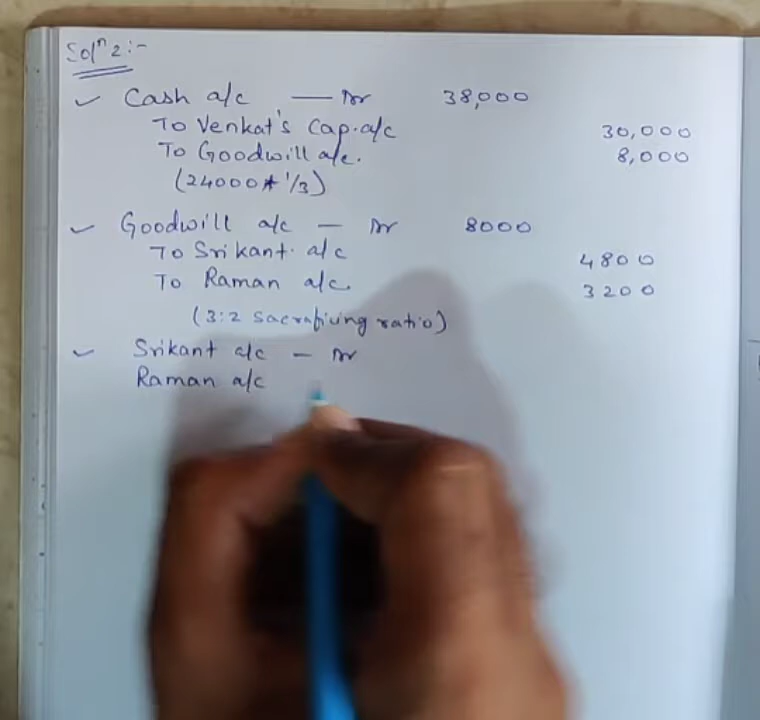 Solⁿ 2:-
✓ Cash a/c — Dr 38,000
To Venkat's Cap. a/c 30,000
To Goodwill a/c. 8,000
(24000 * 1/3)
✓ Goodwill a/c — Dr 8000
To Srikant. a/c 4800
To Raman a/c. 3200
(3:2 sacrafiving ratio)
✓ Srikant a/c — Dr
Raman a/c